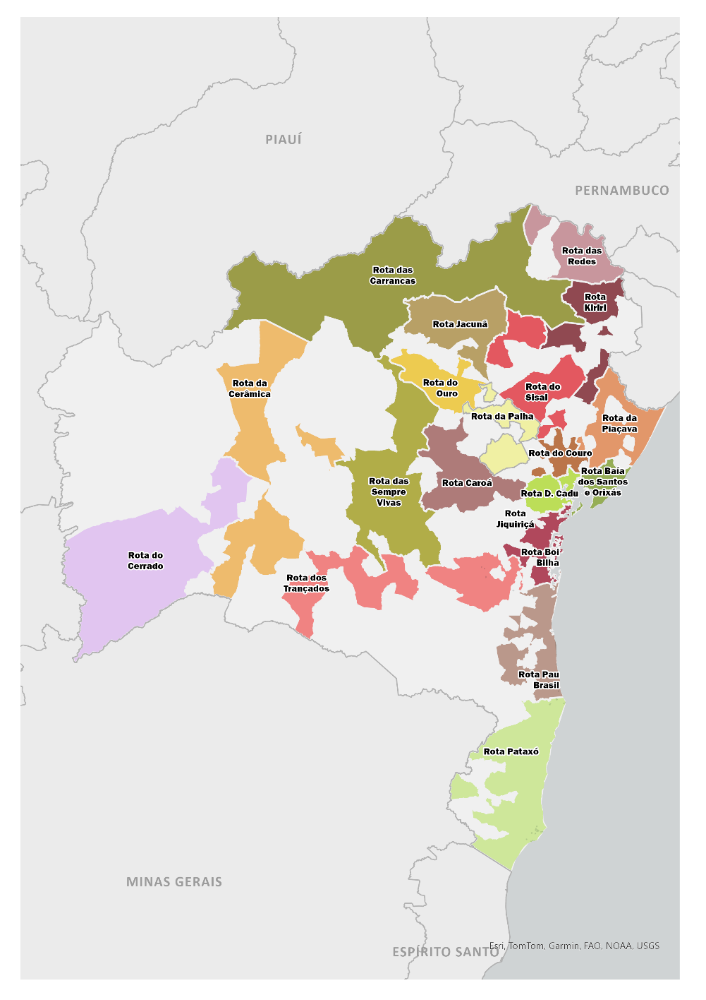 PIAUÍ
PERNAMBUCO
Rota das
Redes
Rota das
Carrancas
Rota
Kiriri
Rota Jacunã
Rota da
Cerâmica
Rota do
Ouro
Rota do
Sisal
Rota da Palha
Rota da
Piaçava
Rota do Couro
Rota Baía
dos Santos
e Orixás
Rota Caroá
Rota D. Cadu
Rota das
Sempre
Vivas
Rota
Jiquiriçá
Rota do
Cerrado
Rota Boi
Bilha
Rota dos
Trançados
Rota Pau
Brasil
Rota Pataxó
MINAS GERAIS
ESPÍRITO SANTO
Esri, TomTom, Garmin, FAO, NOAA, USGS